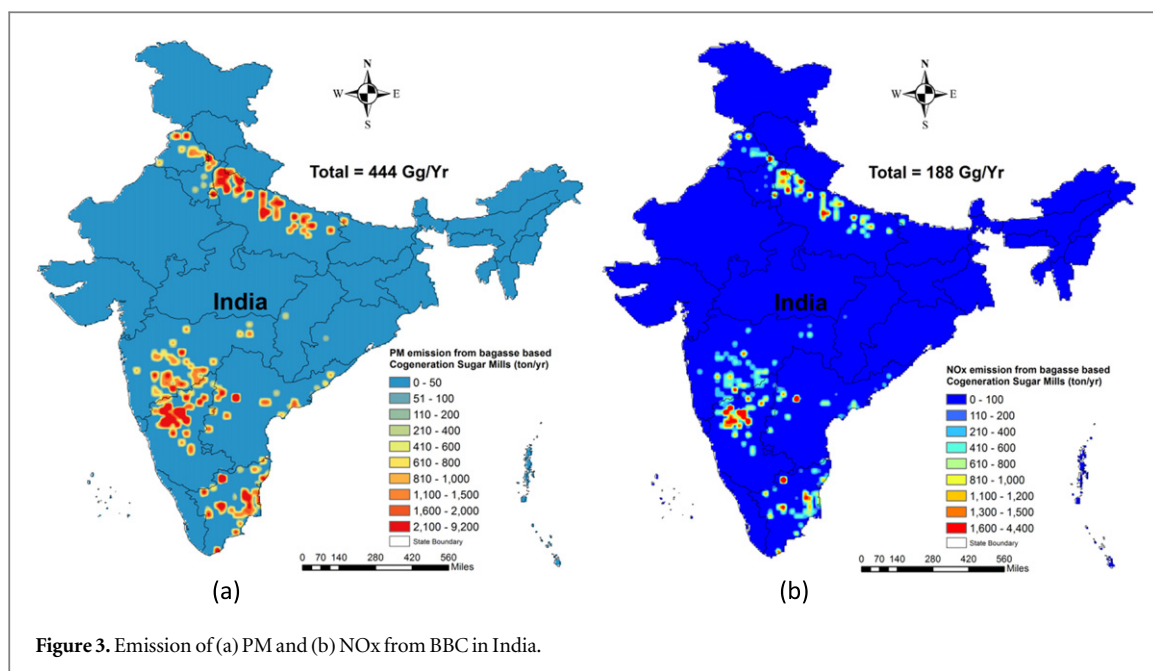 N
W E
S
Total = 444 Gg/Yr
India
PM emission from bagasse based
Cogeneration Sugar Mills (ton/yr)
0 - 50
51 - 100
110 - 200
210 - 400
410 - 600
610 - 800
810 - 1,000
1,100 - 1,500
1,600 - 2,000
2,100 - 9,200
State Boundary
0 70 140 280 420 560
Miles
(a)
N
W E
S
Total = 188 Gg/Yr
India
NOx emission from bagasse based
Cogeneration Sugar Mills (ton/yr)
0 - 100
110 - 200
210 - 400
410 - 600
610 - 800
810 - 1,000
1,100 - 1,200
1,300 - 1,500
1,600 - 4,400
State Boundary
0 70 140 280 420 560
Miles
(b)
Figure 3. Emission of (a) PM and (b) NOx from BBC in India.